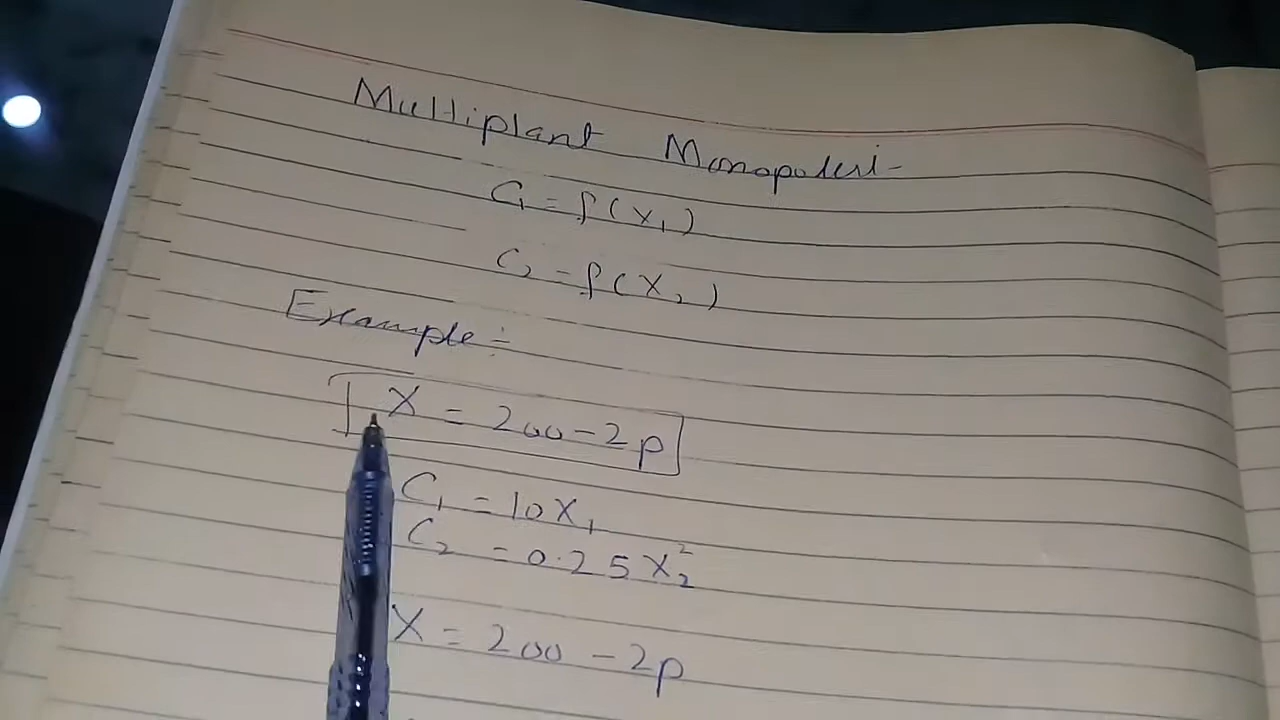 Multiplant Monopolist
C₁ = f(X₁)
C₂ = f(X₂)
Example:
X = 200 - 2p
C₁ = 10X₁
C₂ = 0.25X₂²
X = 200 - 2p